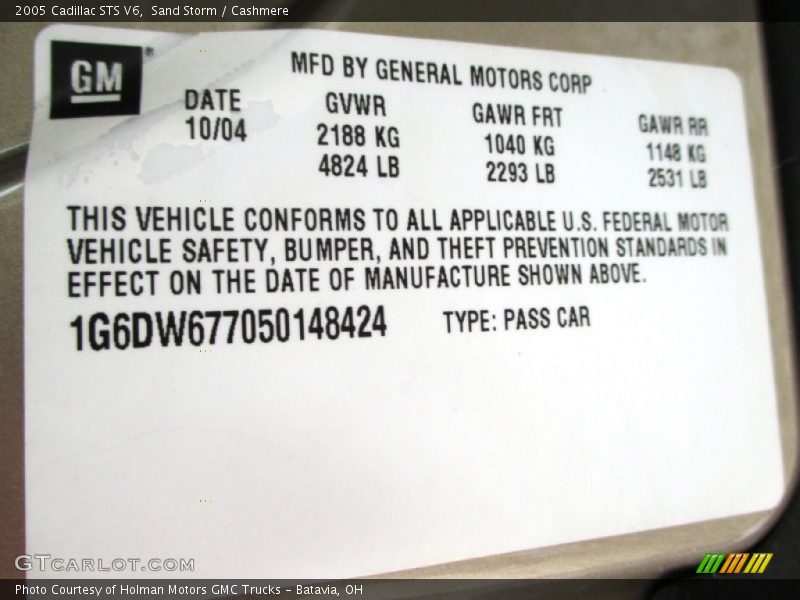 2005 Cadillac STS V6, Sand Storm / Cashmere
GM®
MFD BY GENERAL MOTORS CORP
DATE GVWR GAWR FRT GAWR RR
10/04 2188 KG 1040 KG 1148 KG
4824 LB 2293 LB 2531 LB
THIS VEHICLE CONFORMS TO ALL APPLICABLE U.S. FEDERAL MOTOR
VEHICLE SAFETY, BUMPER, AND THEFT PREVENTION STANDARDS IN
EFFECT ON THE DATE OF MANUFACTURE SHOWN ABOVE.
1G6DW677050148424 TYPE: PASS CAR
GTCARLOT.COM
Photo Courtesy of Holman Motors GMC Trucks - Batavia, OH